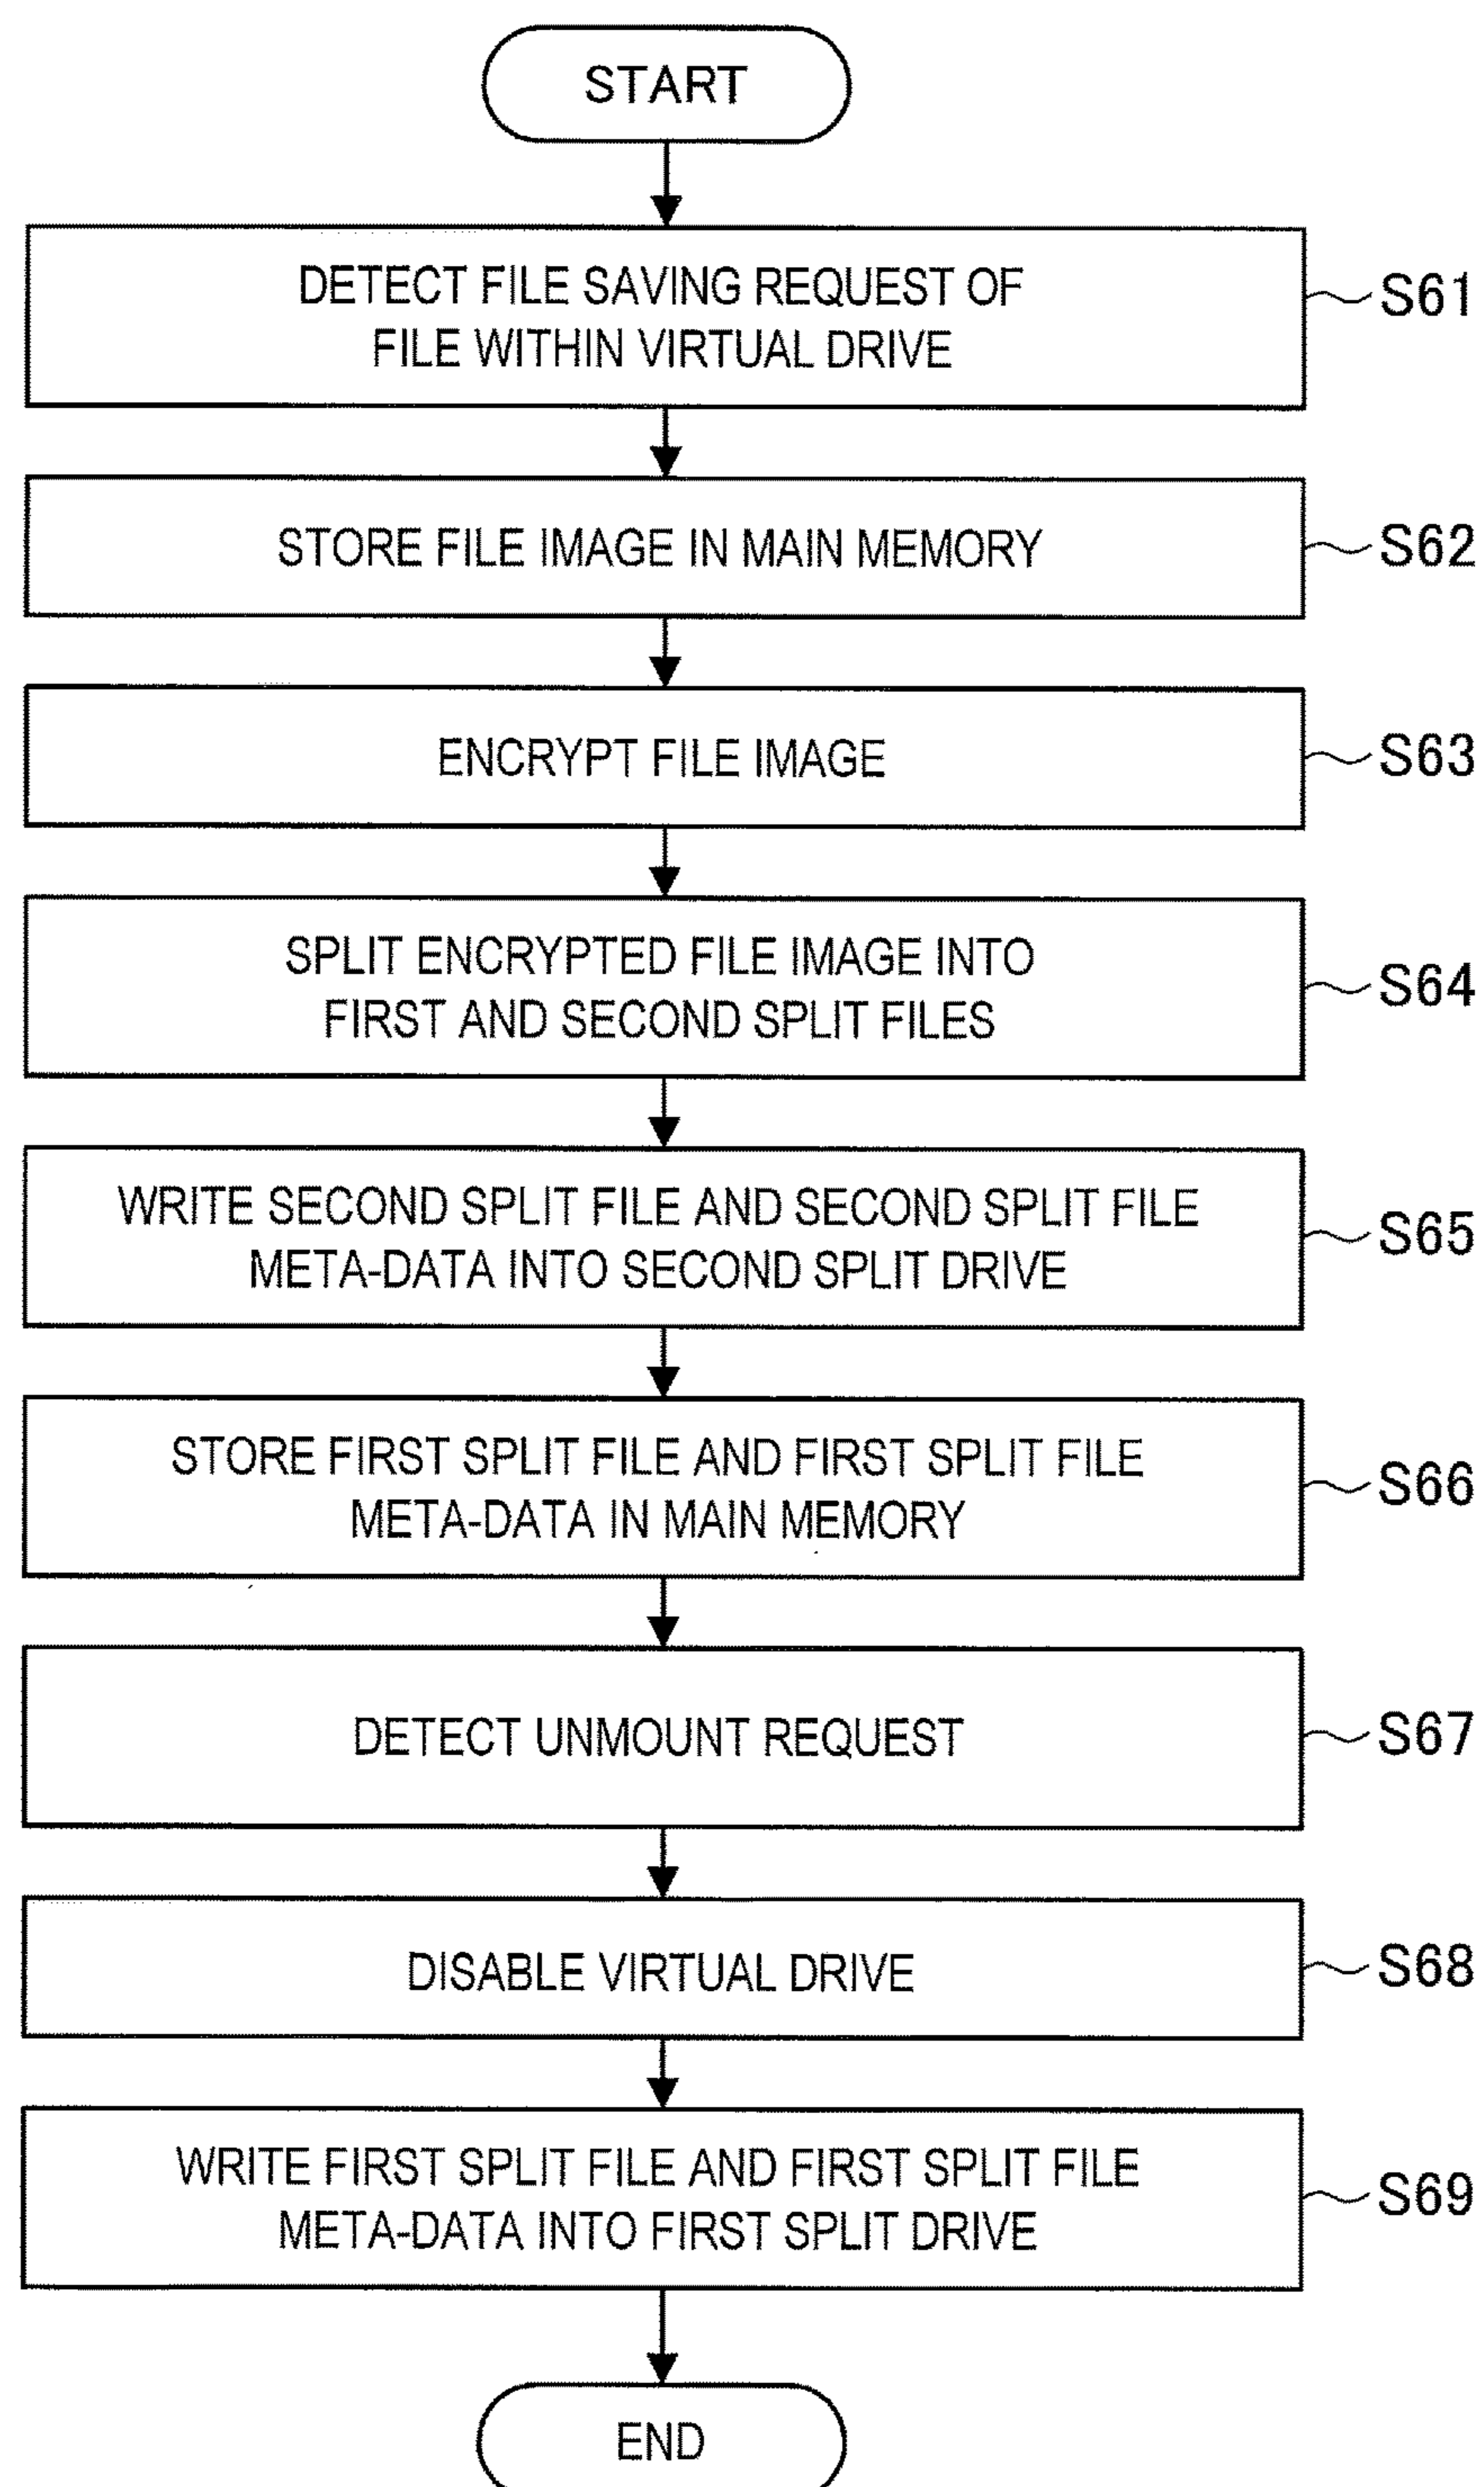 START
DETECT FILE SAVING REQUEST OF
FILE WITHIN VIRTUAL DRIVE
S61
STORE FILE IMAGE IN MAIN MEMORY
S62
ENCRYPT FILE IMAGE
S63
SPLIT ENCRYPTED FILE IMAGE INTO
FIRST AND SECOND SPLIT FILES
S64
WRITE SECOND SPLIT FILE AND SECOND SPLIT FILE
META-DATA INTO SECOND SPLIT DRIVE
S65
STORE FIRST SPLIT FILE AND FIRST SPLIT FILE
META-DATA IN MAIN MEMORY
S66
DETECT UNMOUNT REQUEST
S67
DISABLE VIRTUAL DRIVE
S68
WRITE FIRST SPLIT FILE AND FIRST SPLIT FILE
META-DATA INTO FIRST SPLIT DRIVE
S69
END